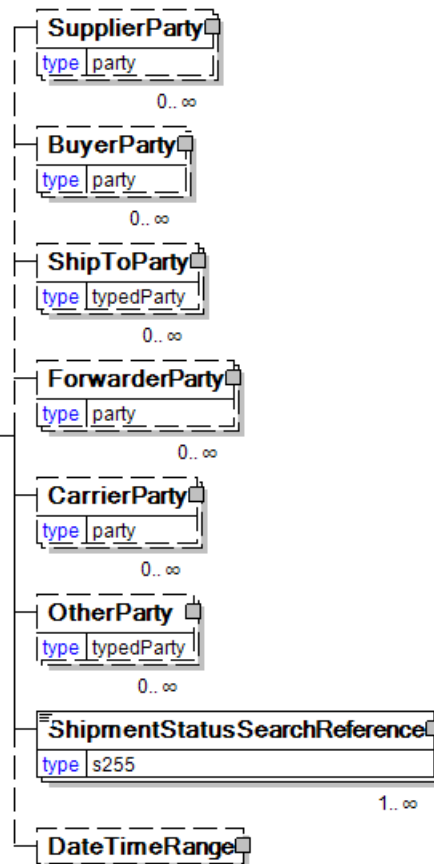 SupplierParty
type party
0.. ∞
BuyerParty
type party
0.. ∞
ShipToParty
type typedParty
0.. ∞
ForwarderParty
type party
0.. ∞
CarrierParty
type party
0.. ∞
OtherParty
type typedParty
0.. ∞
ShipmentStatusSearchReference
type s255
1.. ∞
DateTimeRange